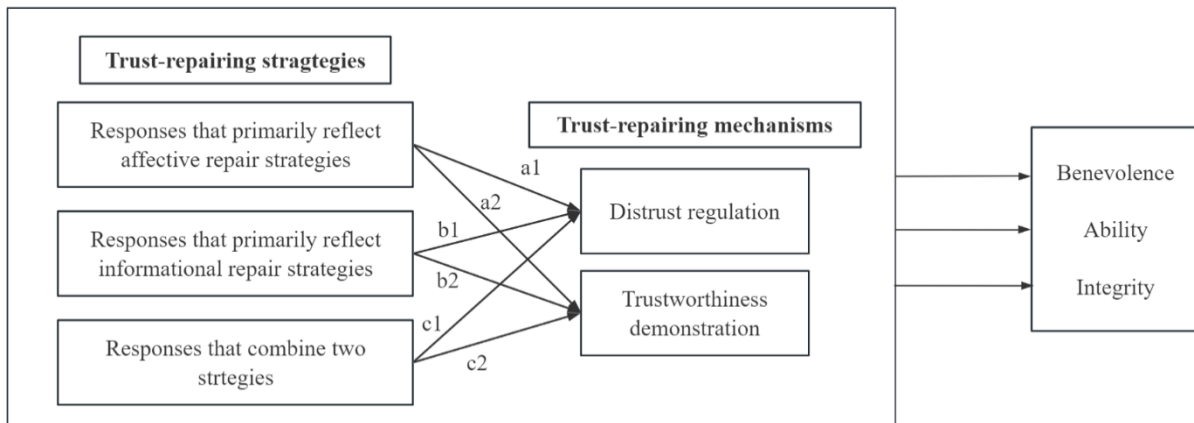 Trust-repairing stragtegies
Responses that primarily reflect
affective repair strategies
Responses that primarily reflect
informational repair strategies
Responses that combine two
strtegies
a1
a2
b1
b2
c1
c2
Trust-repairing mechanisms
Distrust regulation
Trustworthiness
demonstration
Benevolence
Ability
Integrity